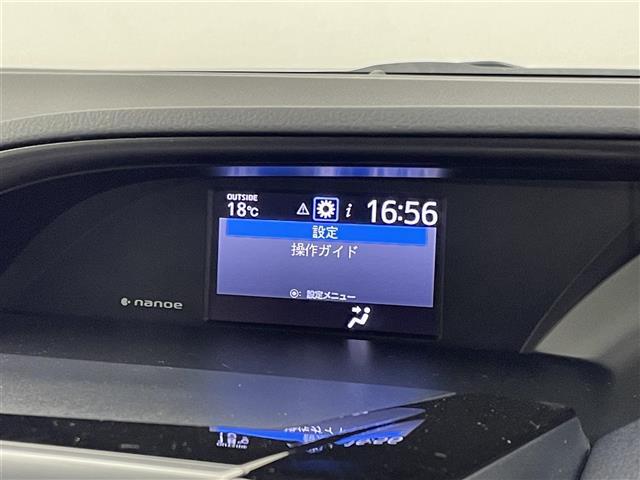 OUTSIDE
18℃ i 16:56
設定
操作ガイド
◎: 設定メニュー
nanoe